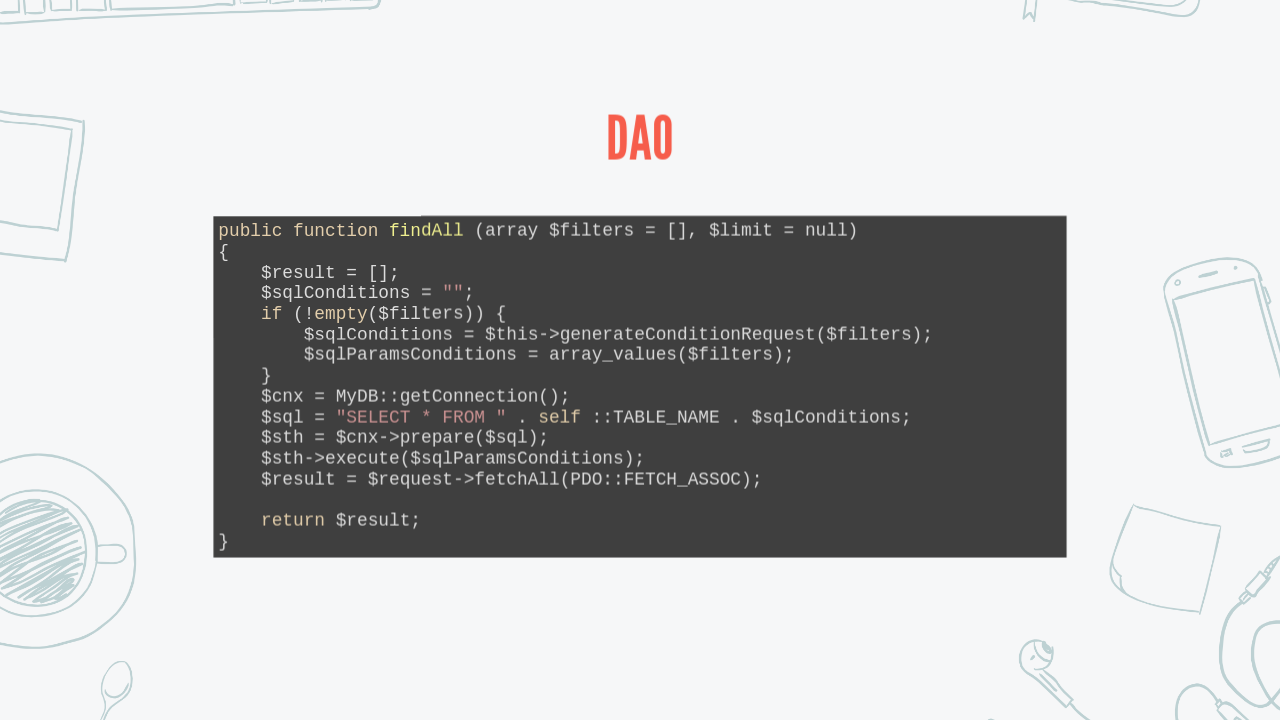 DAO
public function findAll (array $filters = [], $limit = null)
{
    $result = [];
    $sqlConditions = "";
    if (!empty($filters)) {
        $sqlConditions = $this->generateConditionRequest($filters);
        $sqlParamsConditions = array_values($filters);
    }
    $cnx = MyDB::getConnection();
    $sql = "SELECT * FROM " . self ::TABLE_NAME . $sqlConditions;
    $sth = $cnx->prepare($sql);
    $sth->execute($sqlParamsConditions);
    $result = $request->fetchAll(PDO::FETCH_ASSOC);

    return $result;
}